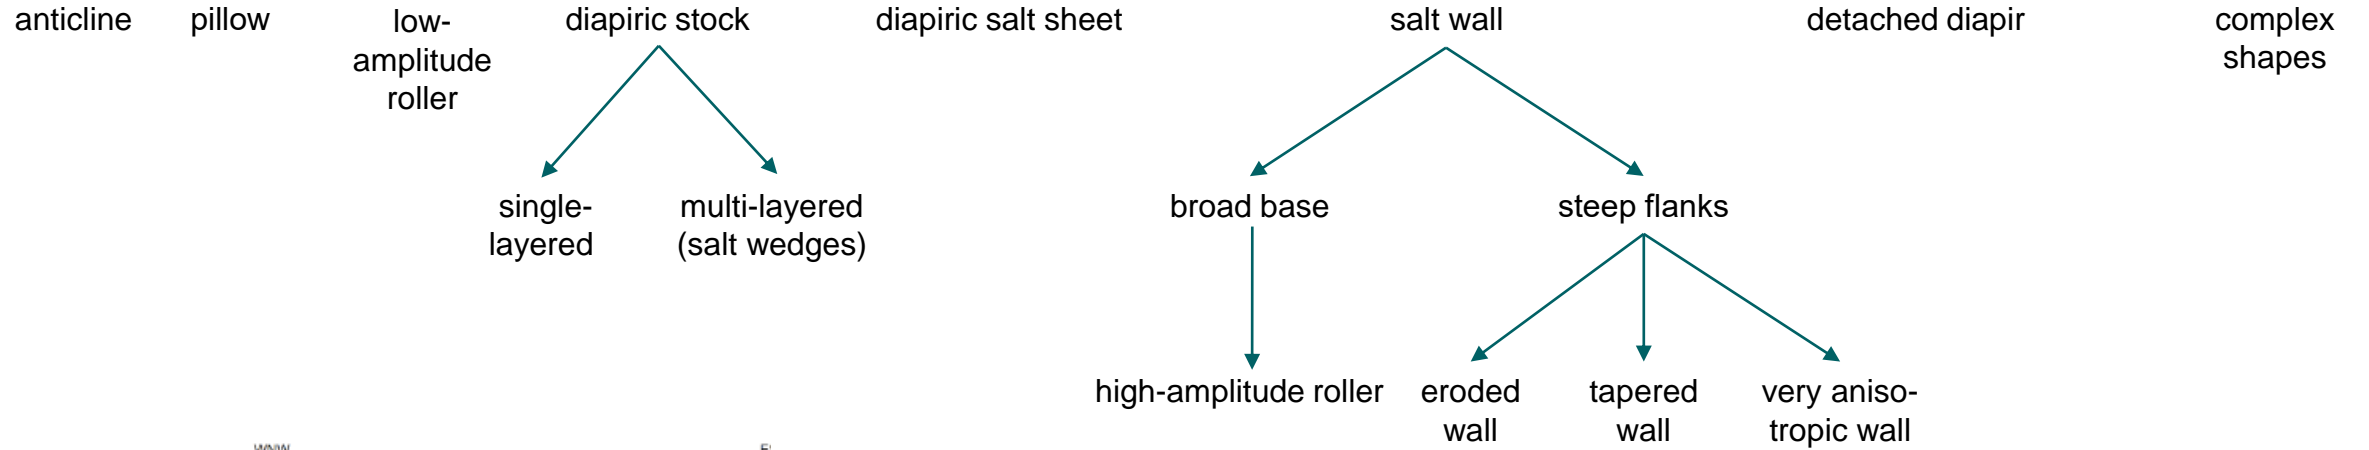 anticline
pillow
low-
amplitude
roller
diapiric stock
diapiric salt sheet
salt wall
detached diapir
complex
shapes
single-
layered
multi-layered
(salt wedges)
broad base
steep flanks
high-amplitude roller
eroded
wall
tapered
wall
very aniso-
tropic wall